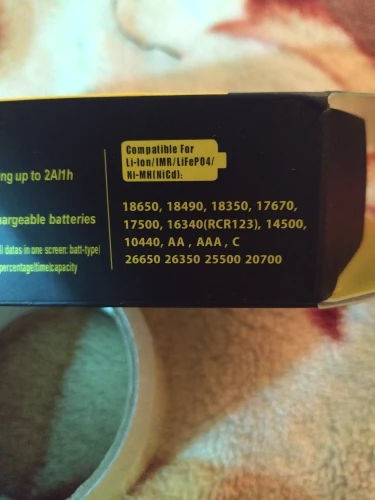 Compatible For
Li-Ion/IMR/LiFePO4/
Ni-MH(NiCd):
ng up to 2A/1h
18650, 18490, 18350, 17670,
hargeable batteries
17500, 16340(RCR123), 14500,
10440, AA , AAA , C
ll datas in one screen: batt-type/
26650 26350 25500 20700
percentage/time/capacity